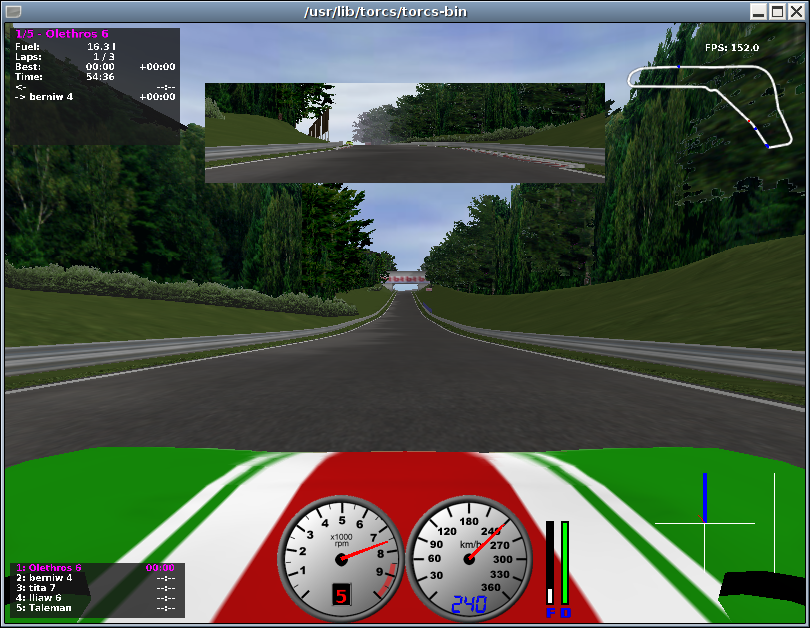 /usr/lib/torcs/torcs-bin
1/5 - Olethros 6
Fuel: 16.3 l
Laps: 1 / 3
Best: 00:00 +00:00
Time: 54:36
<- --:--
-> berniw 4 +00:00
FPS: 152.0
1 2 3 4 5 6 7 8 9
x1000
rpm
5
30 60 90 120 180 240 270 300 330 360
km/h
240
F D
1: Olethros 6 00:00
2: berniw 4 --:--
3: tita 7 --:--
4: lliaw 6 --:--
5: Taleman --:--